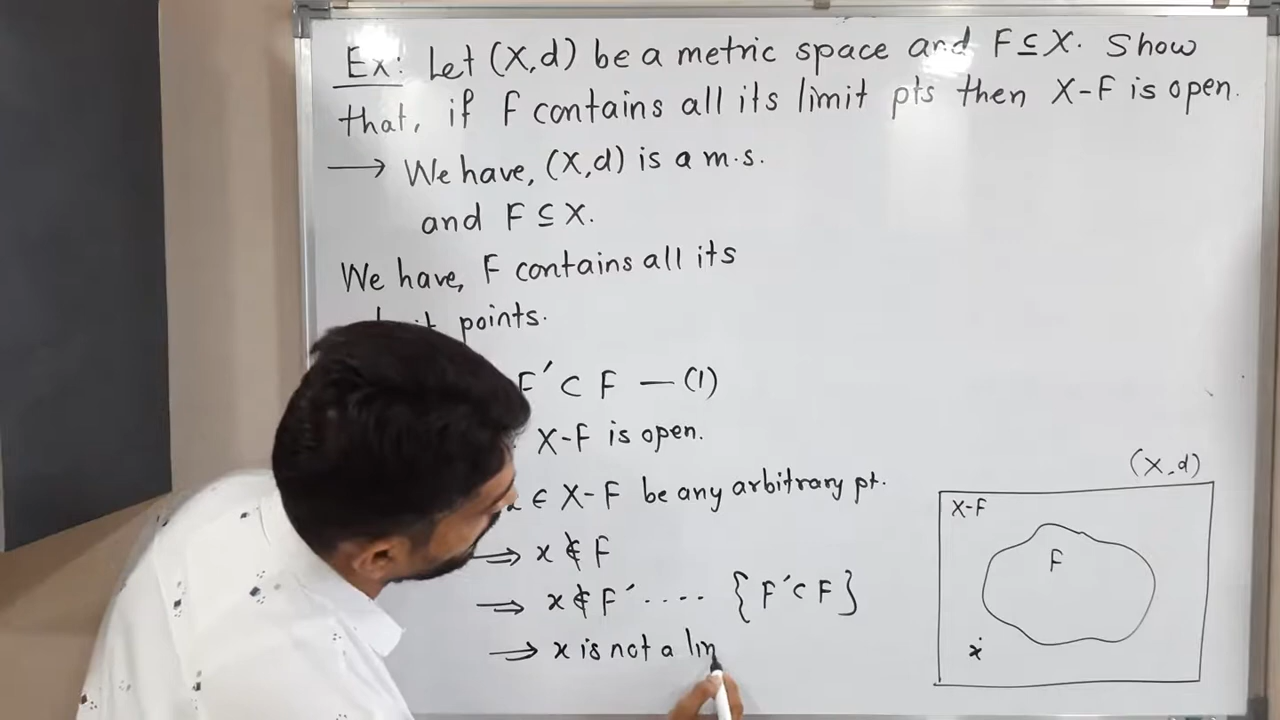 Ex: Let (X,d) be a metric space and F⊆X. Show
that, if F contains all its limit pts then X-F is open.
→ We have, (X,d) is a m.s.
and F⊆X.
We have, F contains all its
points.
F′⊂F —(1)
X-F is open.
∈ X-F be any arbitrary pt.
⇒ x∉F
⇒ x∉F′.... {F′⊂F}
→ x is not a lim
(X,d)
X-F
F
x